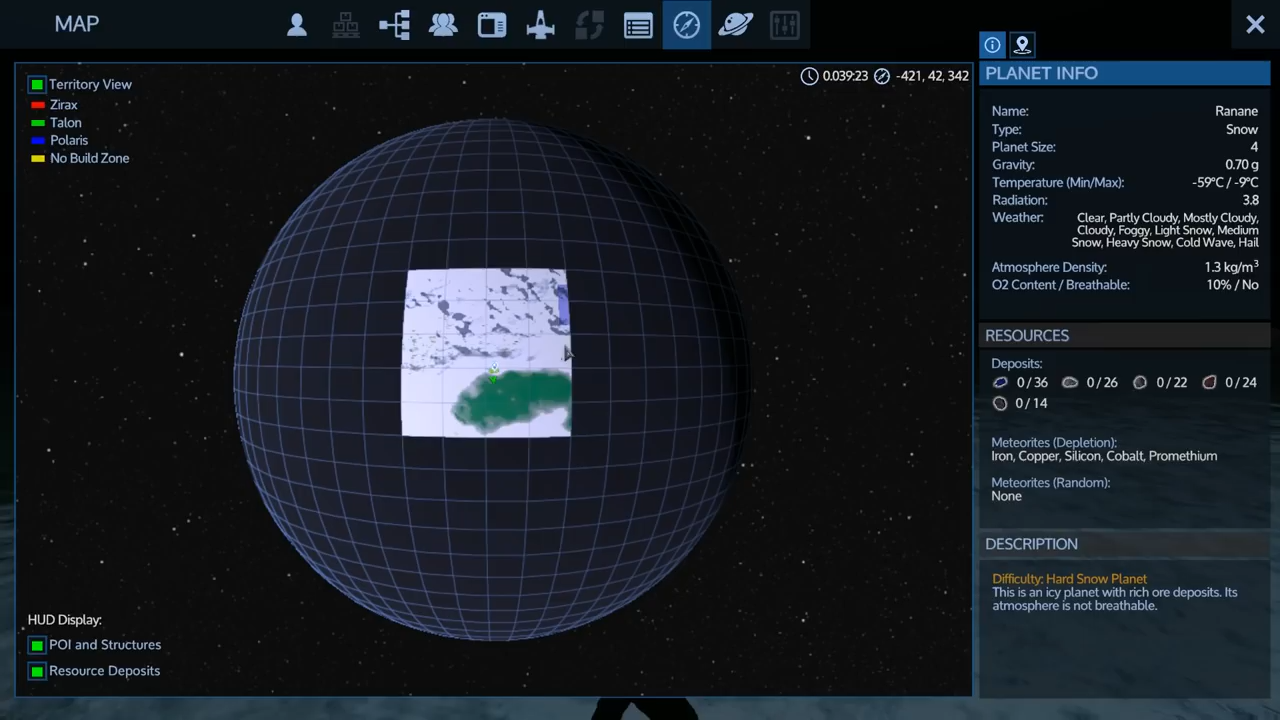 MAP
Territory View
Zirax
Talon
Polaris
No Build Zone
0.039:23 -421, 42, 342
HUD Display:
POI and Structures
Resource Deposits
PLANET INFO
Name: Ranane
Type: Snow
Planet Size: 4
Gravity: 0.70 g
Temperature (Min/Max): -59°C / -9°C
Radiation: 3.8
Weather: Clear, Partly Cloudy, Mostly Cloudy,
Cloudy, Foggy, Light Snow, Medium
Snow, Heavy Snow, Cold Wave, Hail
Atmosphere Density: 1.3 kg/m³
O2 Content / Breathable: 10% / No
RESOURCES
Deposits:
0/36 0/26 0/22 0/24
0/14
Meteorites (Depletion):
Iron, Copper, Silicon, Cobalt, Promethium
Meteorites (Random):
None
DESCRIPTION
Difficulty: Hard Snow Planet
This is an icy planet with rich ore deposits. Its
atmosphere is not breathable.